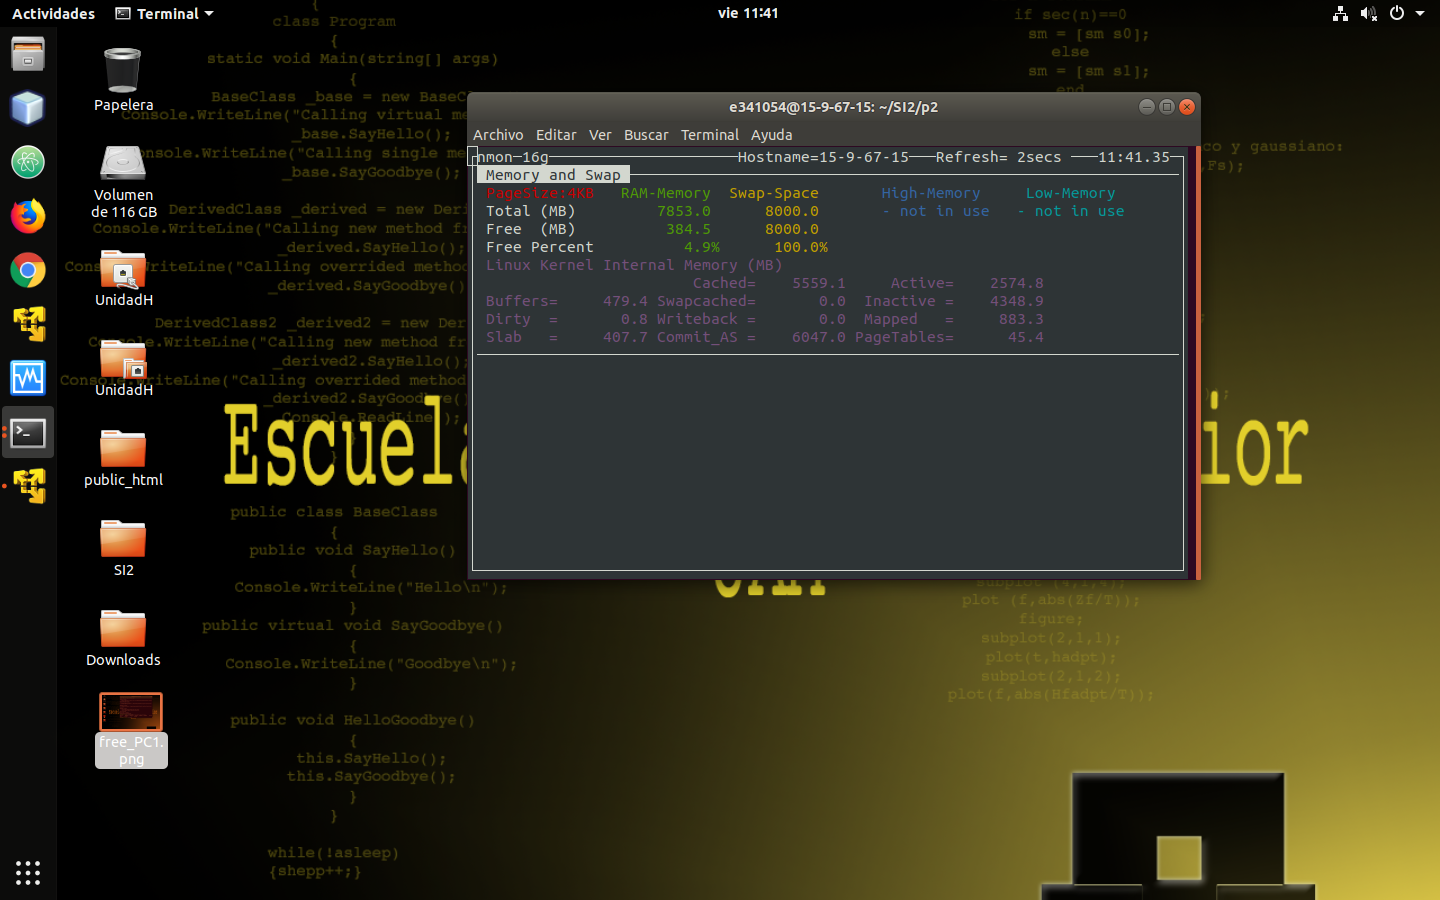 Actividades Terminal vie 11:41
class Program
{
static void Main(string[] args)
{
BaseClass _base = new BaseC
Console.WriteLine("Calling virtual me
_base.SayHello();
onsole.WriteLine("Calling single me
_base.SayGoodbye();
DerivedClass _derived = new Der
Console.WriteLine("Calling new method f
_derived.SayHello();
Console.WriteLine("Calling overridden method
_derived.SayGoodbye()
DerivedClass2 _derived2 = new Der
Console.WriteLine("Calling new method fr
_derived2.SayHello();
Console.WriteLine("Calling overridden method
_derived2.SayGoodbye()
Console.ReadLine();
}
public class BaseClass
{
public void SayHello()
{
Console.WriteLine("Hello\n");
}
public virtual void SayGoodbye()
{
Console.WriteLine("Goodbye\n");
}
public void HelloGoodbye()
{
this.SayHello();
this.SayGoodbye();
}
}
while(!asleep)
{shepp++;}
Papelera
Volumen
de 116 GB
UnidadH
UnidadH
public_html
SI2
Downloads
free_PC1.
png
if sec(n)==0
sm = [sm s0];
else
sm = [sm s1];
end
co y gaussiano:
,Fs);
Escuela
ior
e341054@15-9-67-15: ~/SI2/p2
Archivo Editar Ver Buscar Terminal Ayuda
nmon-16g Hostname=15-9-67-15 Refresh= 2secs 11:41.35
Memory and Swap
PageSize:4KB RAM-Memory Swap-Space High-Memory Low-Memory
Total (MB) 7853.0 8000.0 - not in use - not in use
Free (MB) 384.5 8000.0
Free Percent 4.9% 100.0%
Linux Kernel Internal Memory (MB)
Cached= 5559.1 Active= 2574.8
Buffers= 479.4 Swapcached= 0.0 Inactive = 4348.9
Dirty = 0.8 Writeback = 0.0 Mapped = 883.3
Slab = 407.7 Commit_AS = 6047.0 PageTables= 45.4
subplot (4,1,4);
plot (f,abs(Zf/T));
figure;
subplot(2,1,1);
plot(t,hadpt);
subplot(2,1,2);
plot(f,abs(Hfadpt/T));